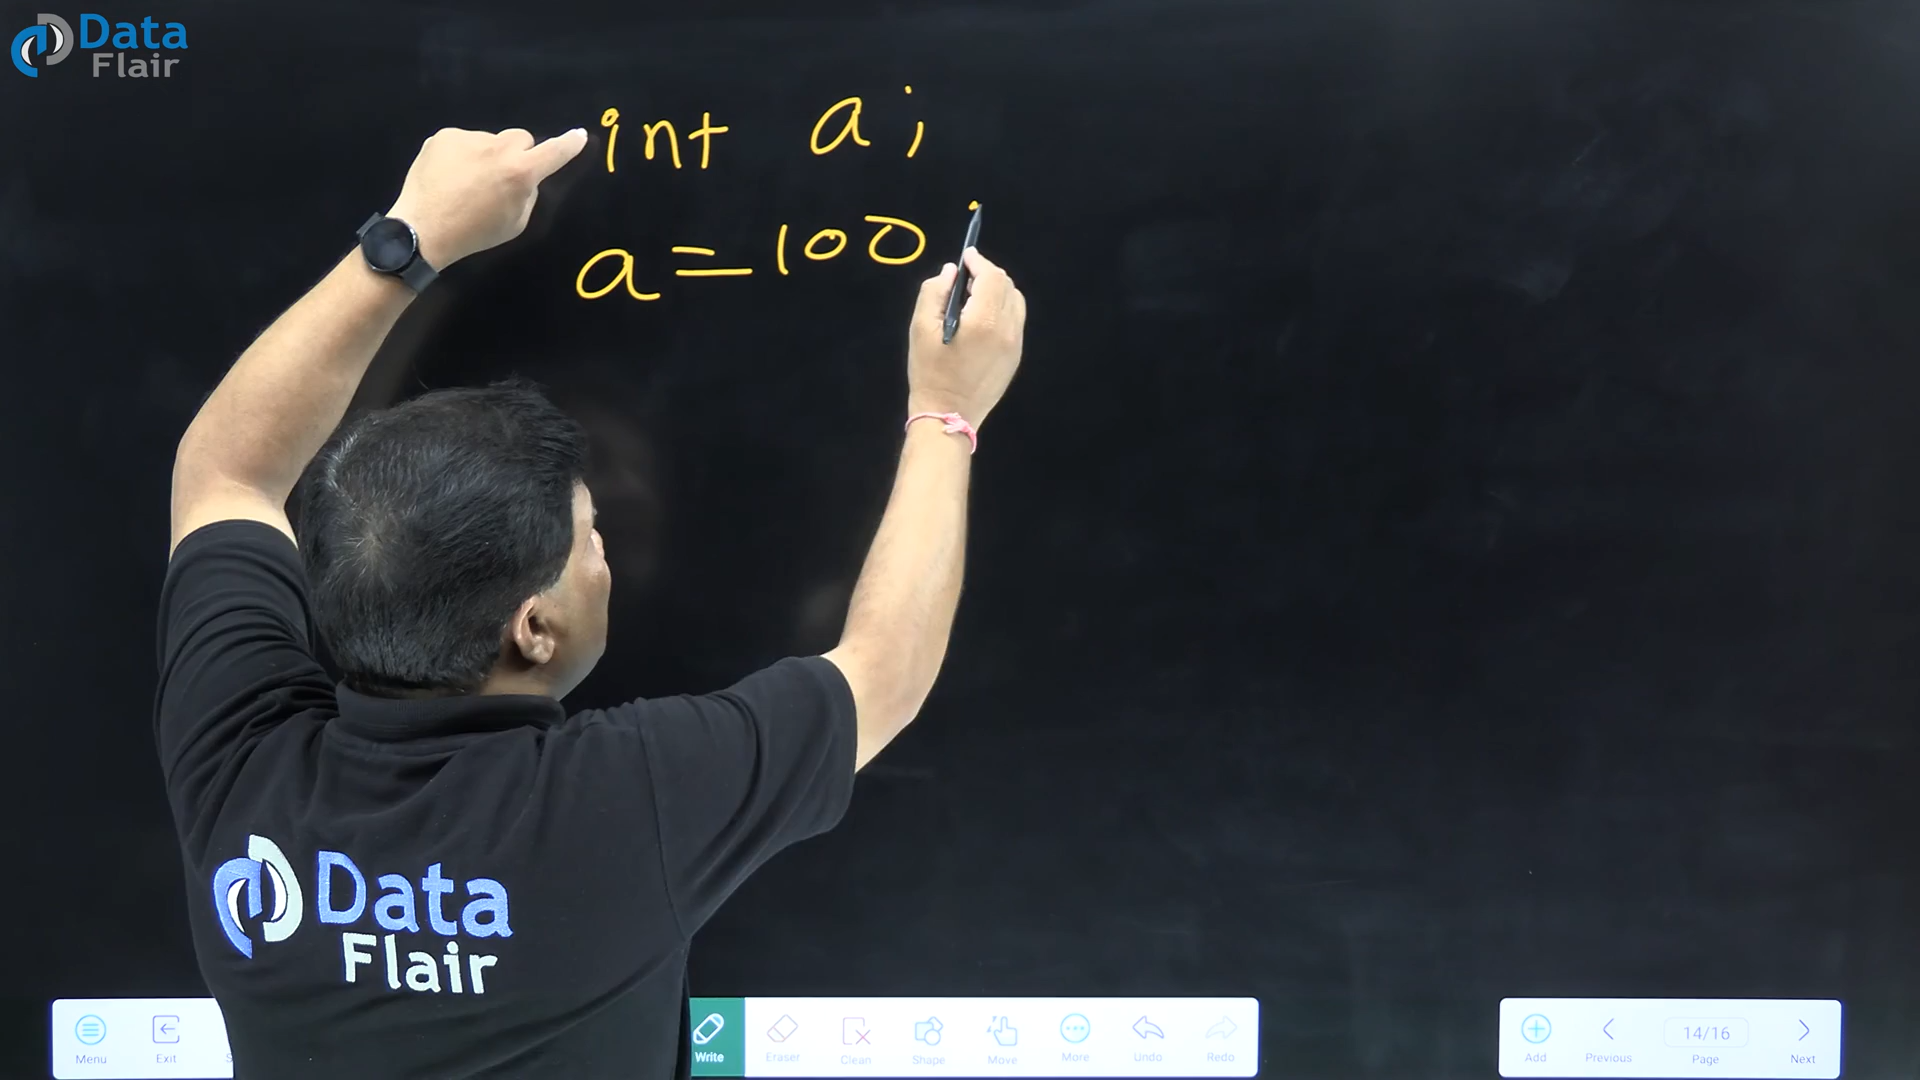 Data
Flair
int a;
a=100
Data
Flair
Menu
Exit
Write
Eraser
Clean
Shape
Move
More
Undo
Redo
Add
Previous
14/16
Page
Next